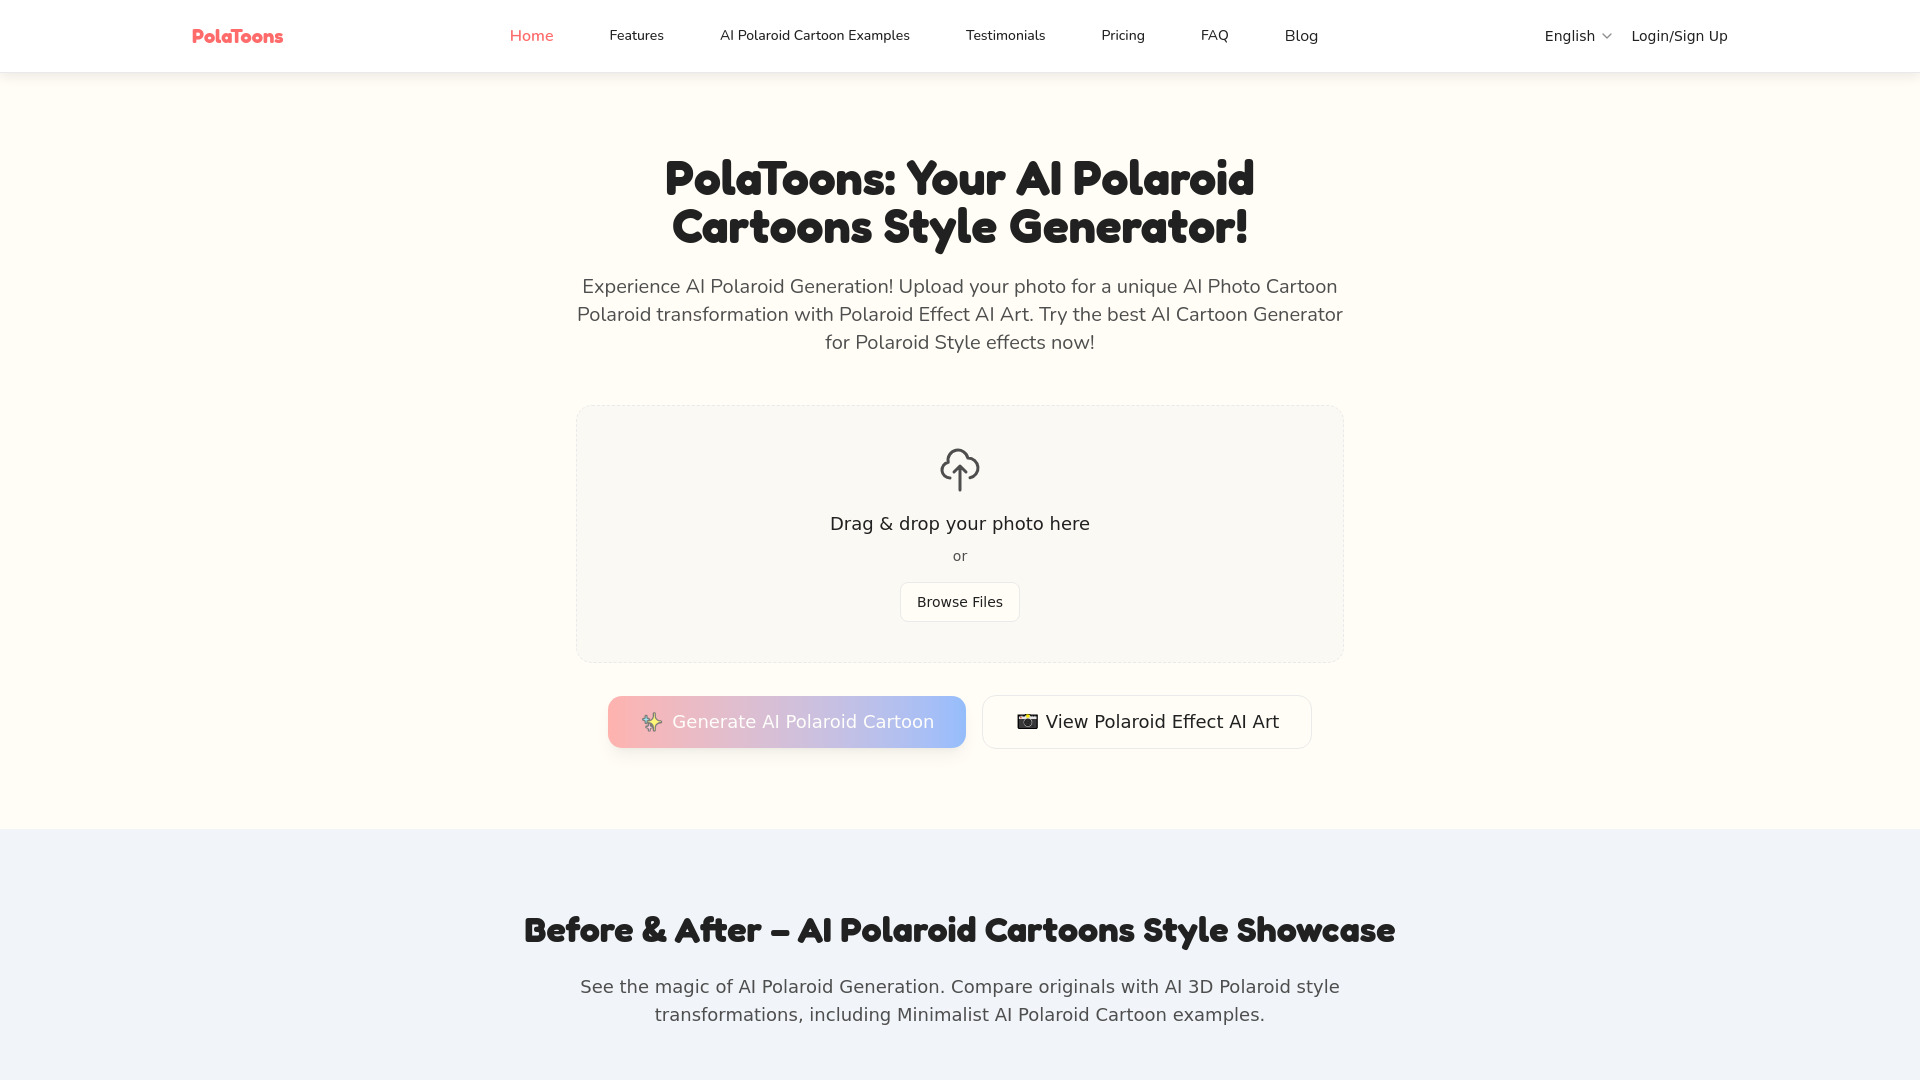 PolaToons
Home
Features
AI Polaroid Cartoon Examples
Testimonials
Pricing
FAQ
Blog
English
Login/Sign Up
PolaToons: Your AI Polaroid
Cartoons Style Generator!
Experience AI Polaroid Generation! Upload your photo for a unique AI Photo Cartoon
Polaroid transformation with Polaroid Effect AI Art. Try the best AI Cartoon Generator
for Polaroid Style effects now!
Drag & drop your photo here
or
Browse Files
✨ Generate AI Polaroid Cartoon
📸 View Polaroid Effect AI Art
Before & After – AI Polaroid Cartoons Style Showcase
See the magic of AI Polaroid Generation. Compare originals with AI 3D Polaroid style
transformations, including Minimalist AI Polaroid Cartoon examples.